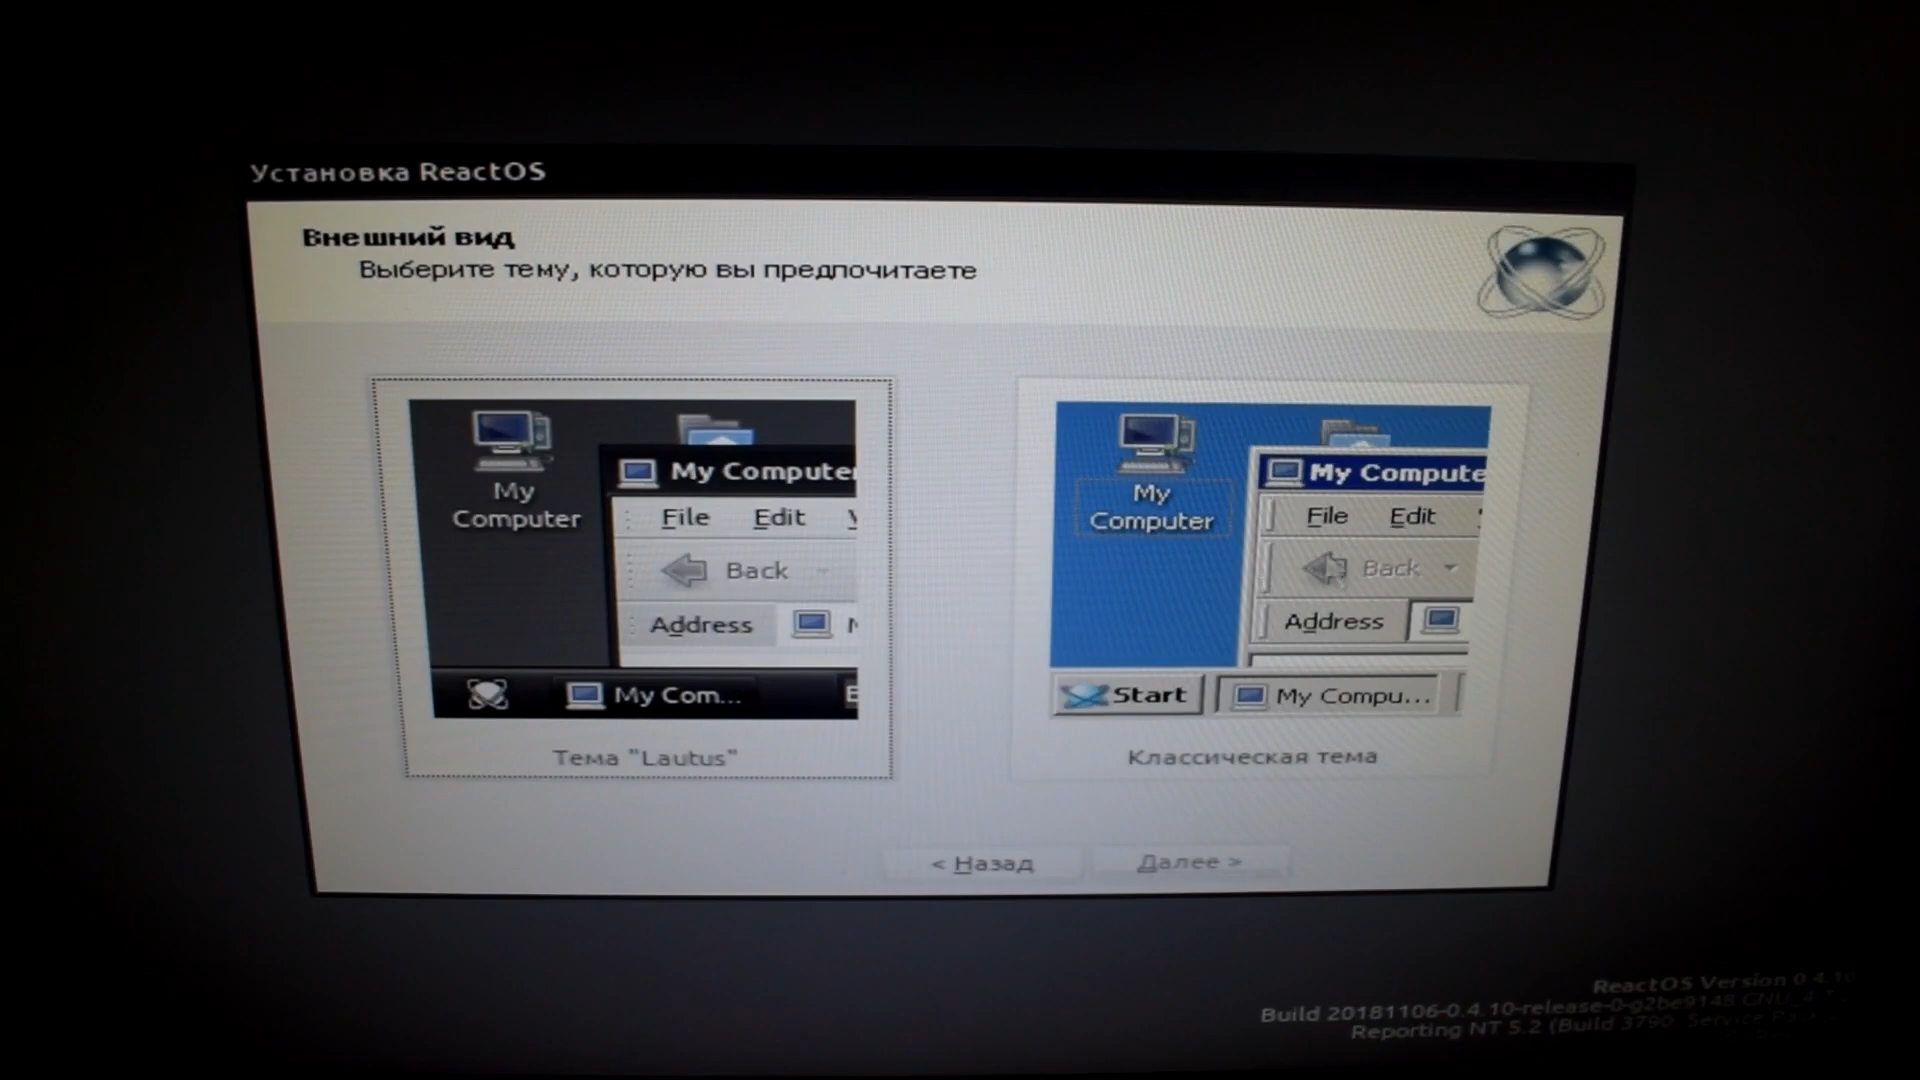 Установка ReactOS
Внешний вид
Выберите тему, которую вы предпочитаете
My Computer
My Computer
File Edit
Back
Address
My Com...
Тема "Lautus"
My Computer
My Compute
File Edit
Back
Address
Start
My Compu...
Классическая тема
< Назад
Далее >
ReactOS Version 0.4.10
Build 20181106-0.4.10-release-0-g2be9148.GNU_4.7
Reporting NT 5.2 (Build 3790: Service Pack